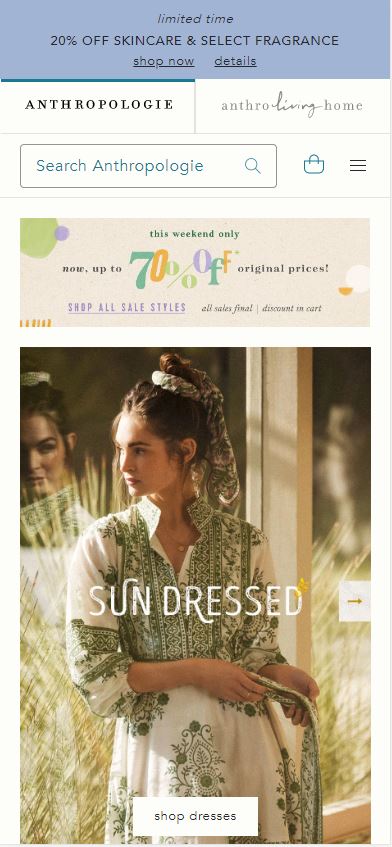 limited time
20% OFF SKINCARE & SELECT FRAGRANCE
shop now details
ANTHROPOLOGIE
anthroliving home
Search Anthropologie
this weekend only
now, up to 70% Off* original prices!
SHOP ALL SALE STYLES all sales final | discount in cart
SUN DRESSED
shop dresses